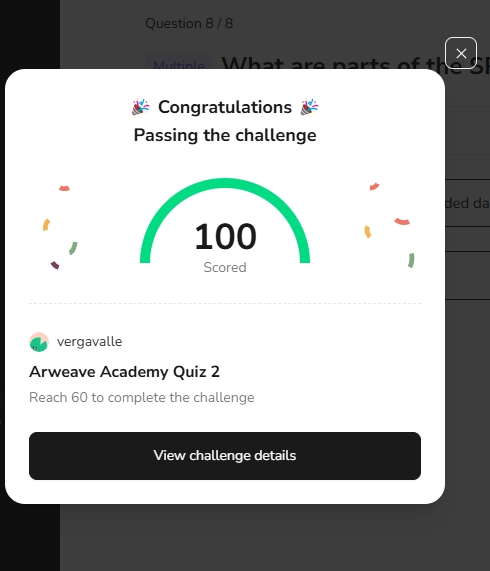 Question 8 / 8
Multiple What are parts of the
Congratulations
Passing the challenge
ded da
100
Scored
vergavalle
Arweave Academy Quiz 2
Reach 60 to complete the challenge
View challenge details